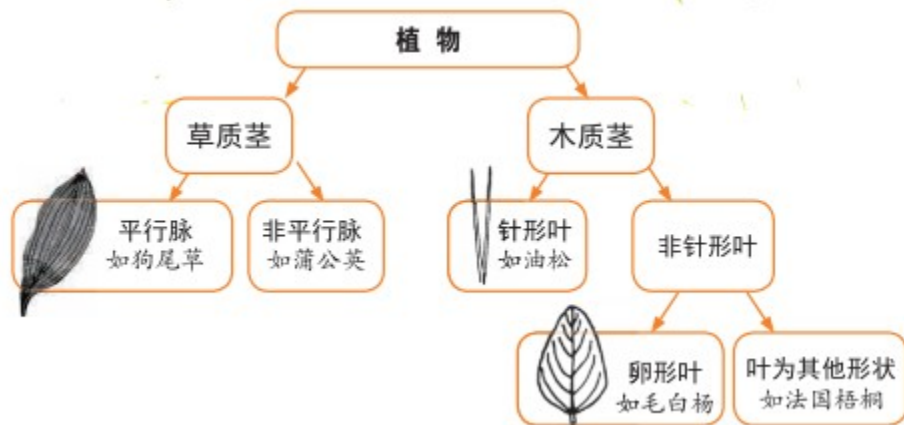 植物
草质茎
木质茎
平行脉
如狗尾草
非平行脉
如蒲公英
针形叶
如油松
非针形叶
卵形叶
如毛白杨
叶为其他形状
如法国梧桐